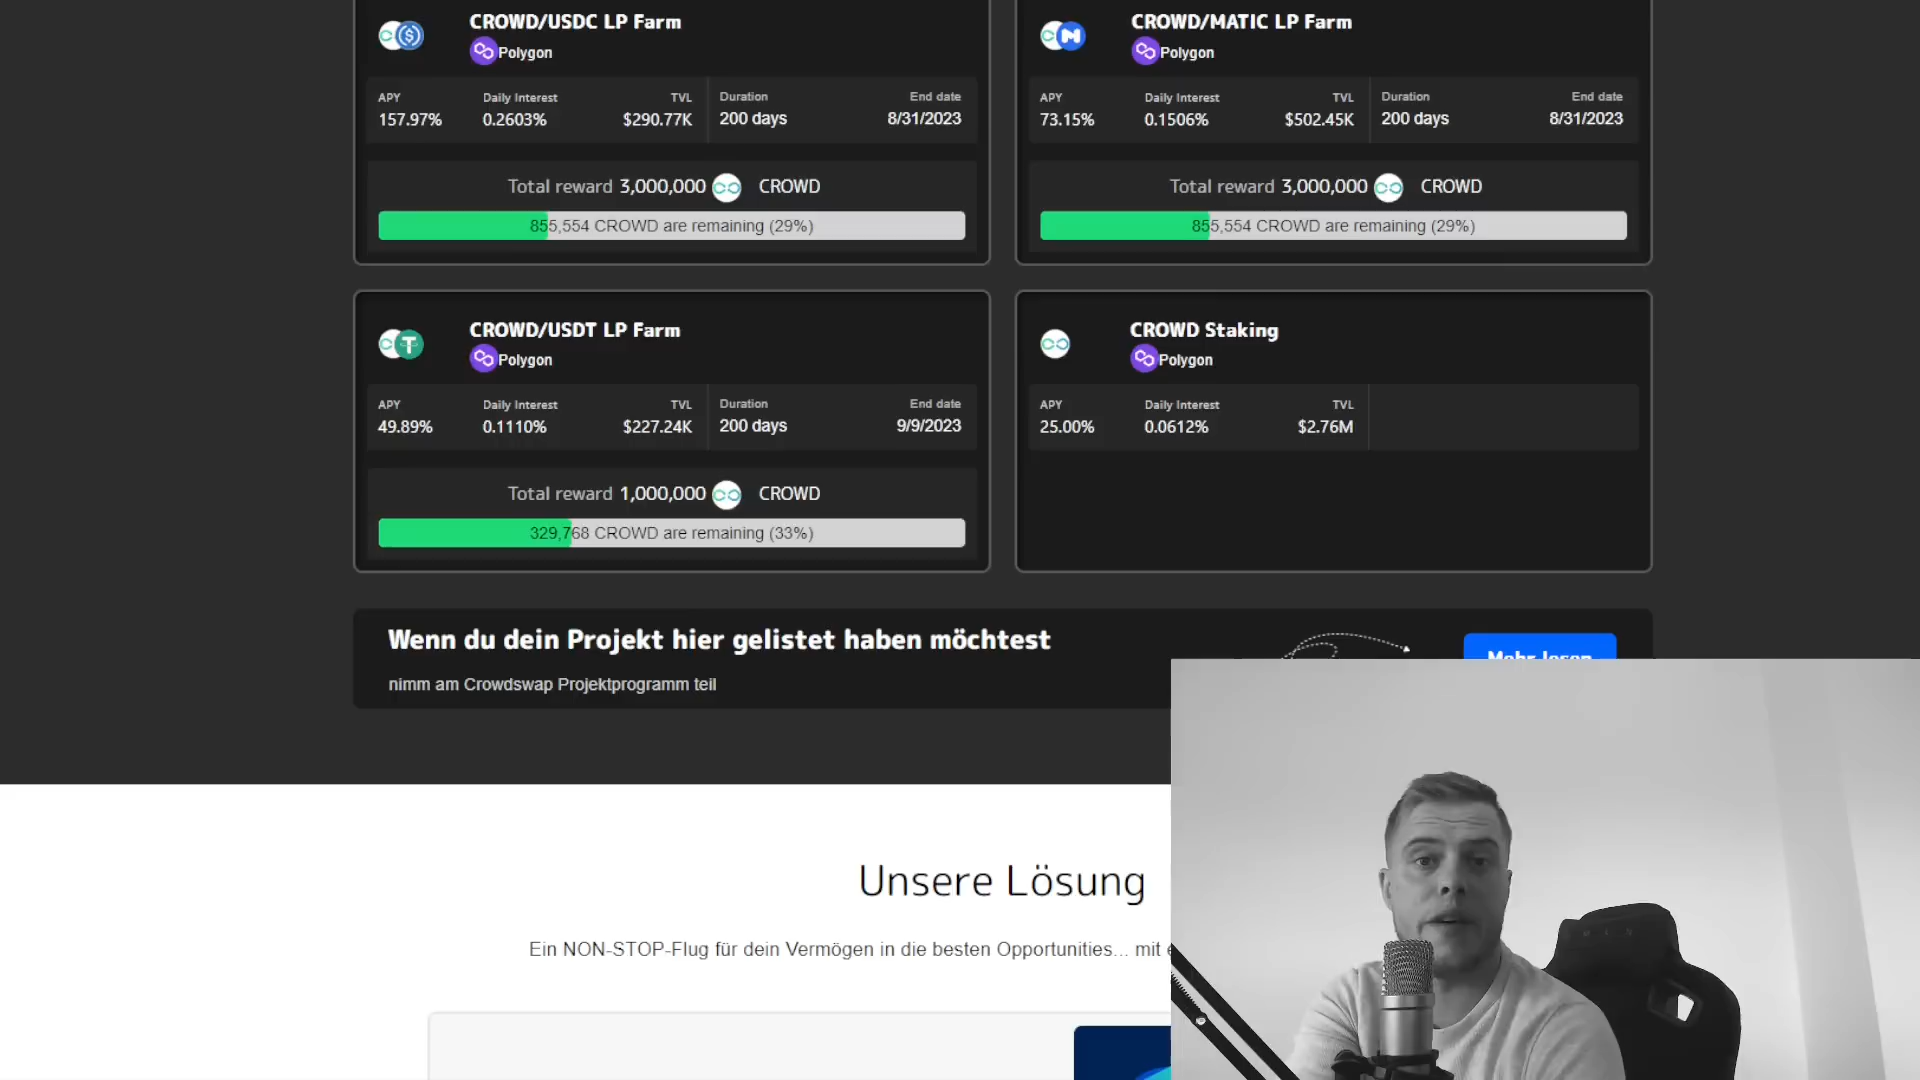 CROWD/USDC LP Farm
Polygon
APY Daily Interest TVL Duration End date
157.97% 0.2603% $290.77K 200 days 8/31/2023
Total reward 3,000,000 CROWD
855,554 CROWD are remaining (29%)
CROWD/MATIC LP Farm
Polygon
APY Daily Interest TVL Duration End date
73.15% 0.1506% $502.45K 200 days 8/31/2023
Total reward 3,000,000 CROWD
855,554 CROWD are remaining (29%)
CROWD/USDT LP Farm
Polygon
APY Daily Interest TVL Duration End date
49.89% 0.1110% $227.24K 200 days 9/9/2023
Total reward 1,000,000 CROWD
329,768 CROWD are remaining (33%)
CROWD Staking
Polygon
APY Daily Interest TVL
25.00% 0.0612% $2.76M
Wenn du dein Projekt hier gelistet haben möchtest
nimm am Crowdswap Projektprogramm teil
Mehr lesen
Unsere Lösung
Ein NON-STOP-Flug für dein Vermögen in die besten Opportunities... mit